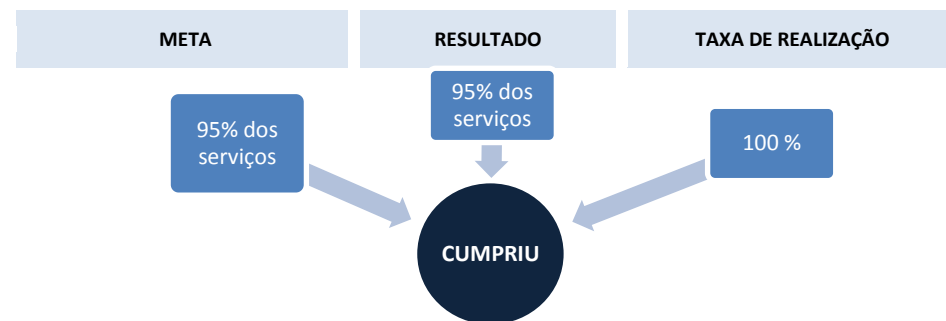 META
RESULTADO
TAXA DE REALIZAÇÃO
95% dos
serviços
95% dos
serviços
100 %
CUMPRIU